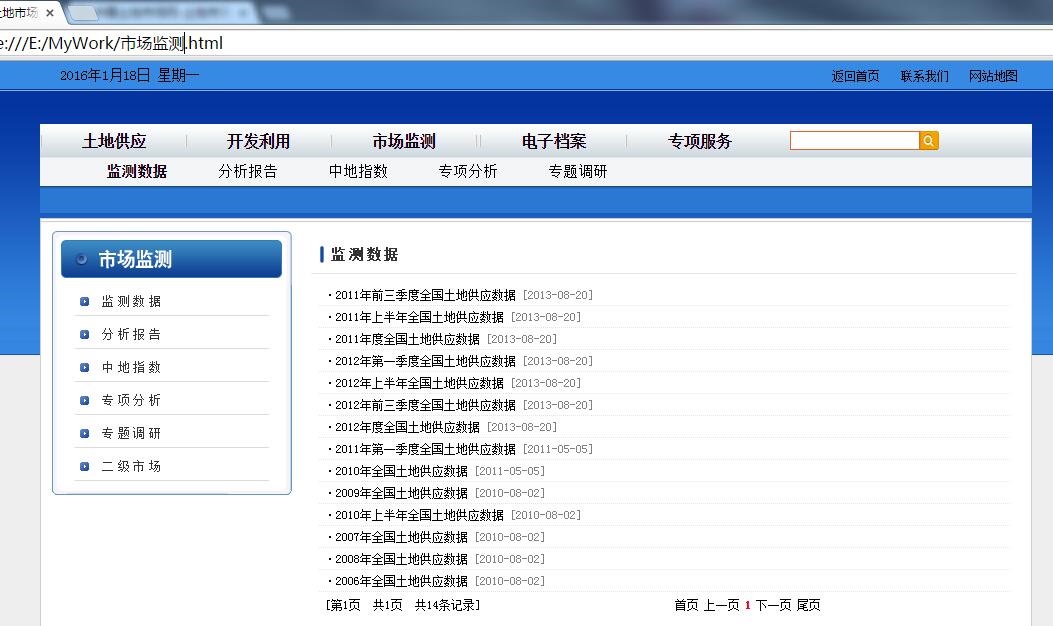 土地市场
e:///E:/MyWork/市场监测.html
2016年1月18日 星期一 返回首页 联系我们 网站地图
土地供应 开发利用 市场监测 电子档案 专项服务
监测数据 分析报告 中地指数 专项分析 专题调研
市场监测
监测数据
分析报告
中地指数
专项分析
专题调研
二级市场
监测数据
·2011年前三季度全国土地供应数据 [2013-08-20]
·2011年上半年全国土地供应数据 [2013-08-20]
·2011年度全国土地供应数据 [2013-08-20]
·2012年第一季度全国土地供应数据 [2013-08-20]
·2012年上半年全国土地供应数据 [2013-08-20]
·2012年前三季度全国土地供应数据 [2013-08-20]
·2012年度全国土地供应数据 [2013-08-20]
·2011年第一季度全国土地供应数据 [2011-05-05]
·2010年全国土地供应数据 [2011-05-05]
·2009年全国土地供应数据 [2010-08-02]
·2010年上半年全国土地供应数据 [2010-08-02]
·2007年全国土地供应数据 [2010-08-02]
·2008年全国土地供应数据 [2010-08-02]
·2006年全国土地供应数据 [2010-08-02]
[第1页 共1页 共14条记录] 首页 上一页 1 下一页 尾页